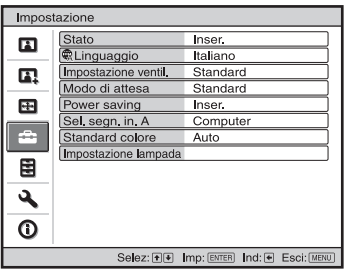 Impostazione
Stato Inser.
Linguaggio Italiano
Impostazione ventil. Standard
Modo di attesa Standard
Power saving Inser.
Sel. segn. in. A Computer
Standard colore Auto
Impostazione lampada
Selez: Imp: ENTER Ind: Esci: MENU